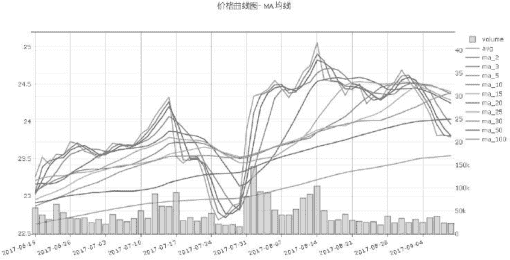 价格曲线图- MA均线
25
24.5
24
23.5
23
22.5
40
35
30
25
20
150k
100k
50k
0
volume
avg
ma_2
ma_3
ma_5
ma_10
ma_15
ma_20
ma_25
ma_30
ma_50
ma_100
2017-06-19
2017-06-26
2017-07-03
2017-07-10
2017-07-17
2017-07-24
2017-07-31
2017-08-07
2017-08-14
2017-08-21
2017-08-28
2017-09-04